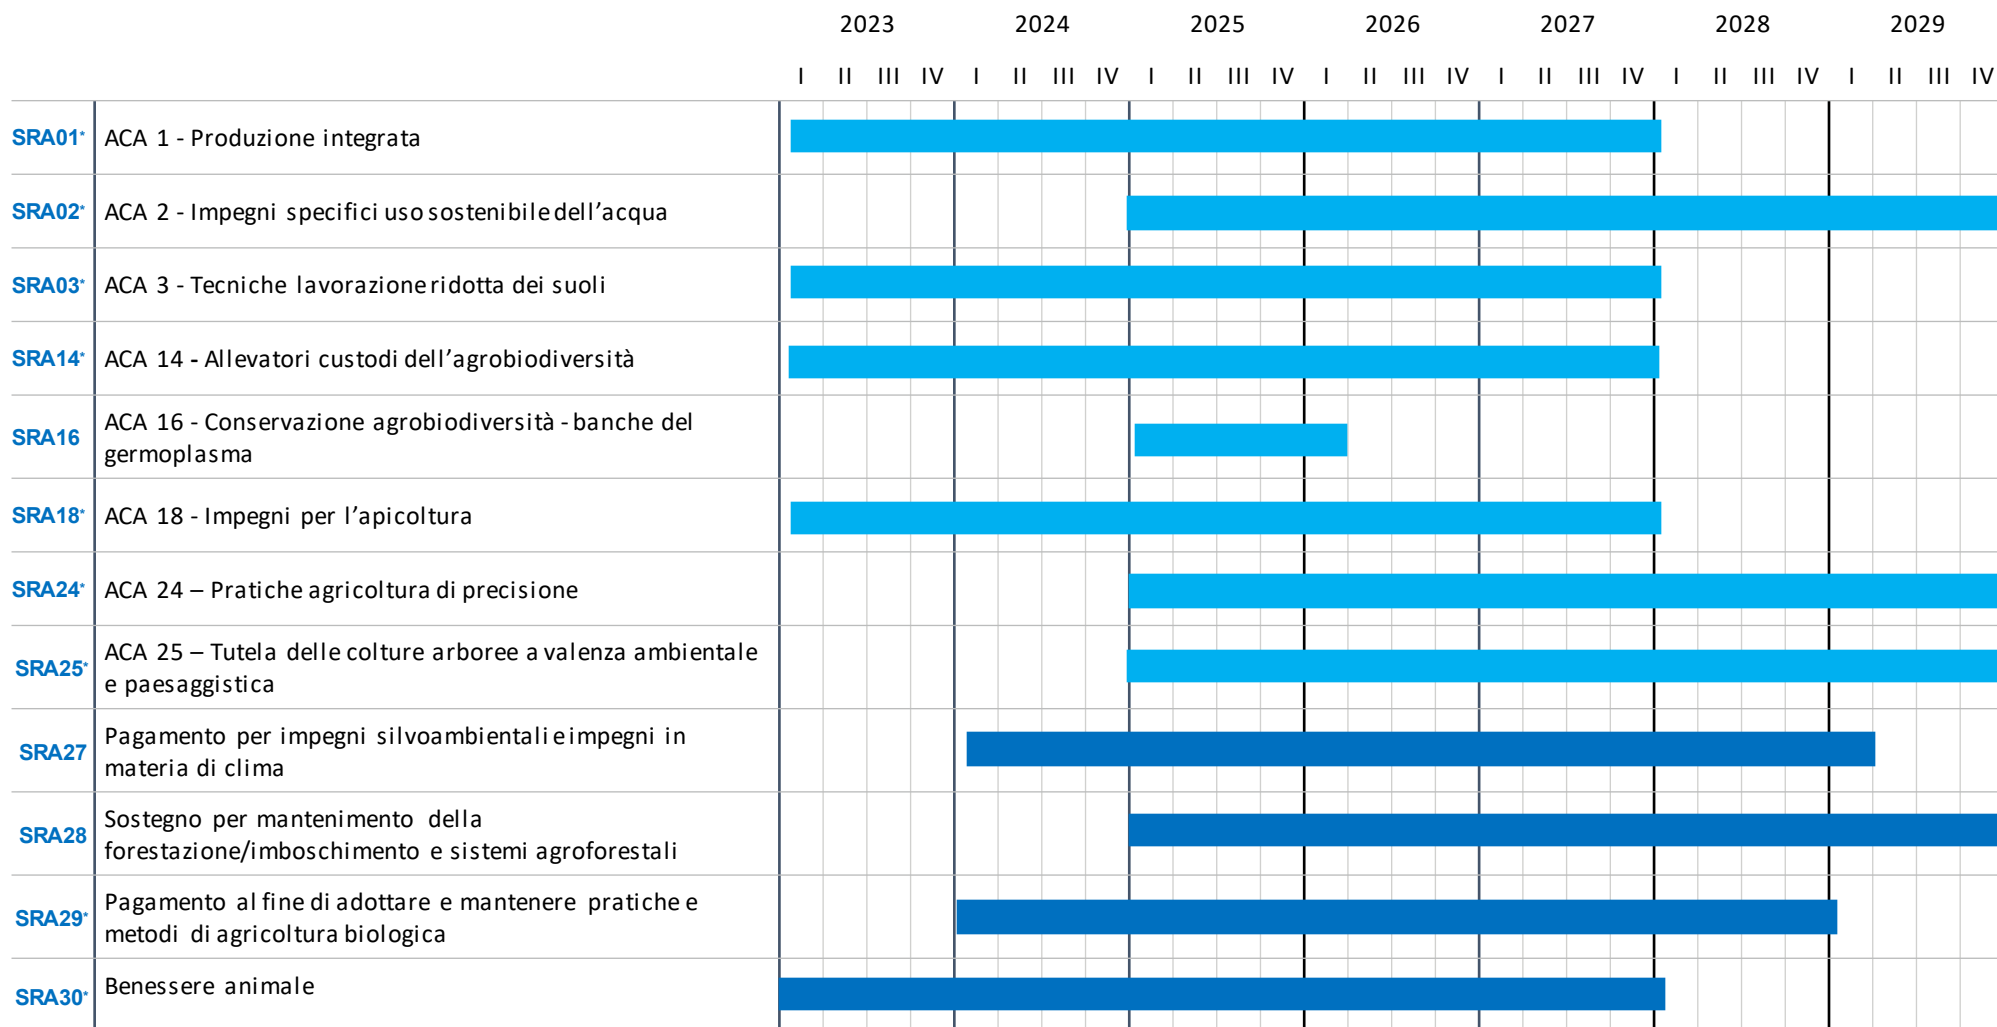 2023 2024 2025 2026 2027 2028 2029
I II III IV I II III IV I II III IV I II III IV I II III IV I II III IV I II III IV
SRA01* ACA 1 - Produzione integrata
SRA02* ACA 2 - Impegni specifici uso sostenibile dell’acqua
SRA03* ACA 3 - Tecniche lavorazione ridotta dei suoli
SRA14* ACA 14 - Allevatori custodi dell’agrobiodiversità
SRA16 ACA 16 - Conservazione agrobiodiversità - banche del
germoplasma
SRA18* ACA 18 - Impegni per l’apicoltura
SRA24* ACA 24 – Pratiche agricoltura di precisione
SRA25* ACA 25 – Tutela delle colture arboree a valenza ambientale
e paesaggistica
SRA27 Pagamento per impegni silvoambientali e impegni in
materia di clima
SRA28 Sostegno per mantenimento della
forestazione/imboschimento e sistemi agroforestali
SRA29* Pagamento al fine di adottare e mantenere pratiche e
metodi di agricoltura biologica
SRA30* Benessere animale